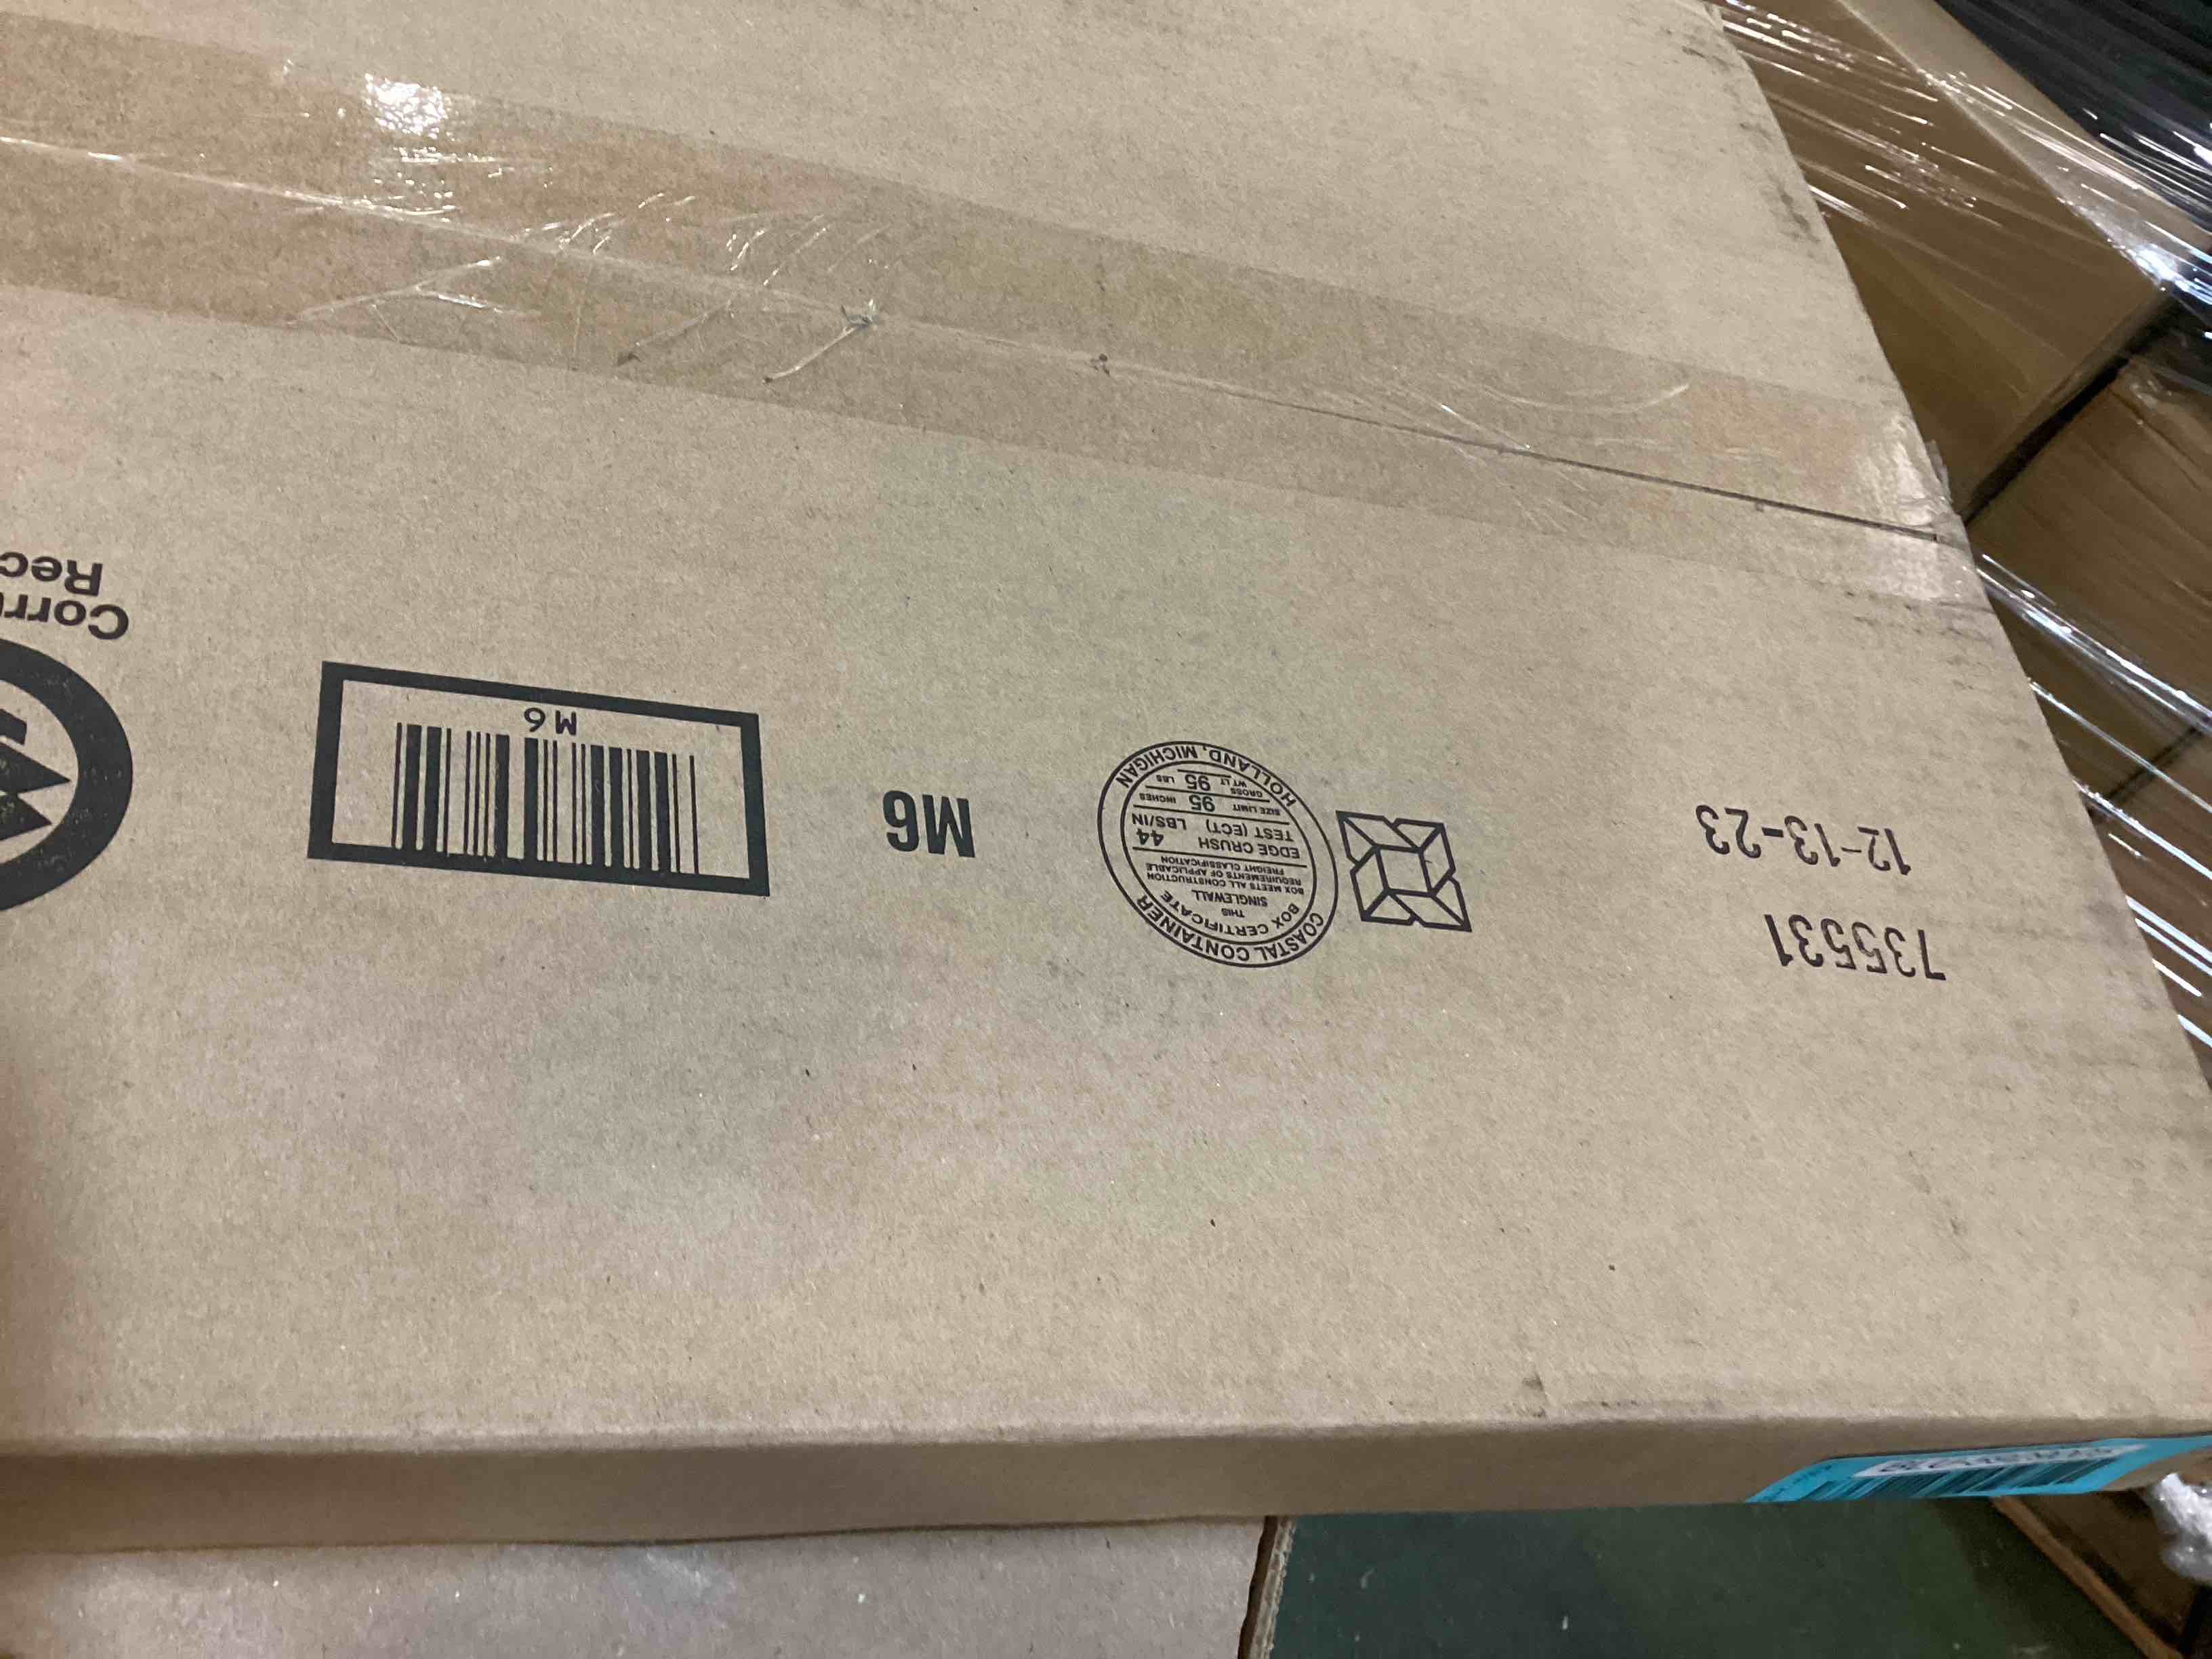 735531
12-13-23
COASTAL CONTAINER
BOX CERTIFICATE
THIS
SINGLEWALL
BOX MEETS ALL CONSTRUCTION
REQUIREMENTS OF APPLICABLE
FREIGHT CLASSIFICATION
EDGE CRUSH
TEST (ECT) 44 LBS/IN
SIZE LIMIT 95 INCHES
GROSS WT LT 95 LBS
HOLLAND, MICHIGAN
M6
M6
Corru
Rec